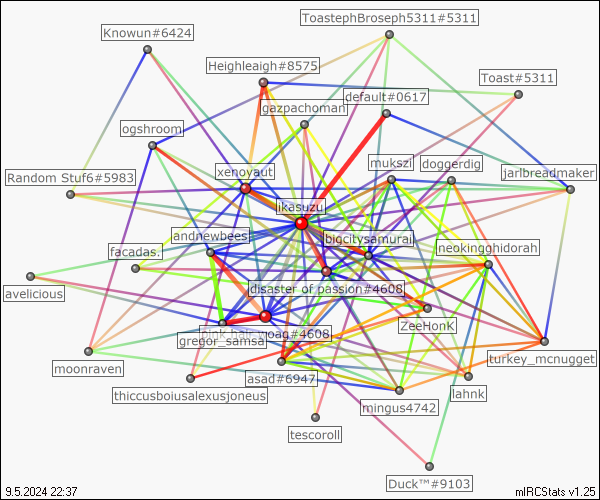 ToastephBroseph5311#5311
Knowun#6424
Heighleaigh#8575
Toast#5311
default#0617
gazpachoman
ogshroom
mukszi
doggerdig
xenoyaut
jarlbreadmaker
Random Stuf6#5983
ikasuzu
andnewbees
bigcitysamurai
neokingghidorah
facadas.
disaster of passion#4608
avelicious
ZeeHonk
gregor_samsa
turkey_mcnugget
moonraven
asad#6947
thiccusboiusalexusjoneus
lahnk
mingus4742
tescoroll
Duck™#9103
9.5.2024 22:37
mIRCStats v1.25